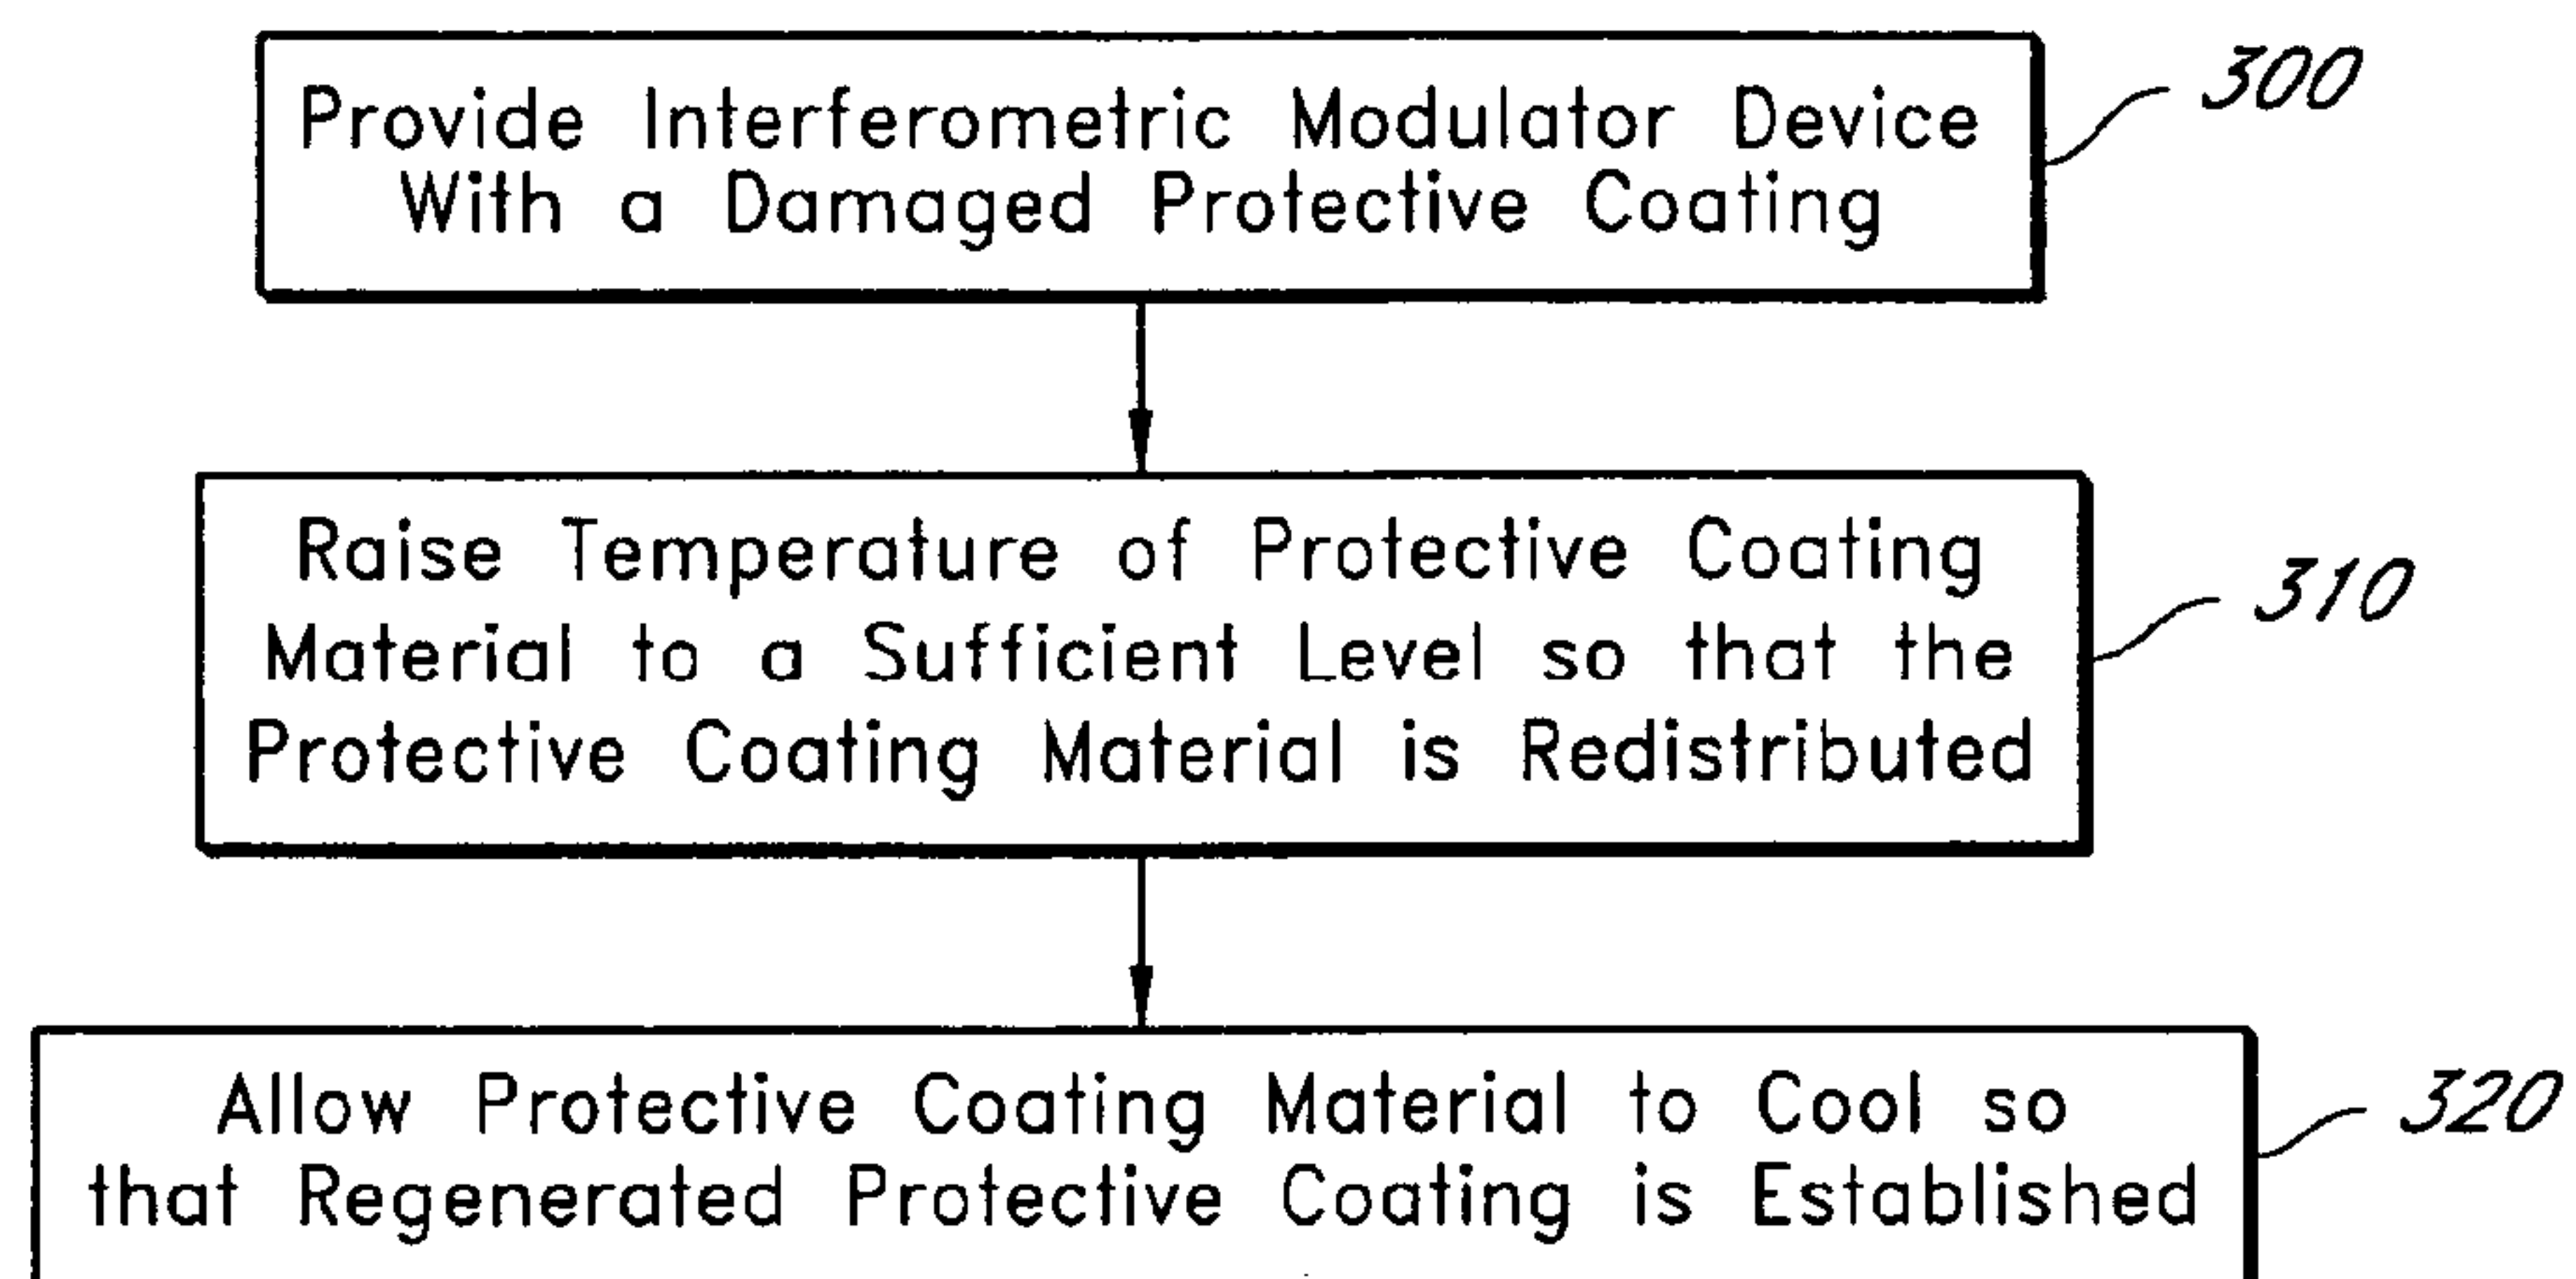 Provide Interferometric Modulator Device
With a Damaged Protective Coating
300
Raise Temperature of Protective Coating
Material to a Sufficient Level so that the
Protective Coating Material is Redistributed
310
Allow Protective Coating Material to Cool so
that Regenerated Protective Coating is Established
320